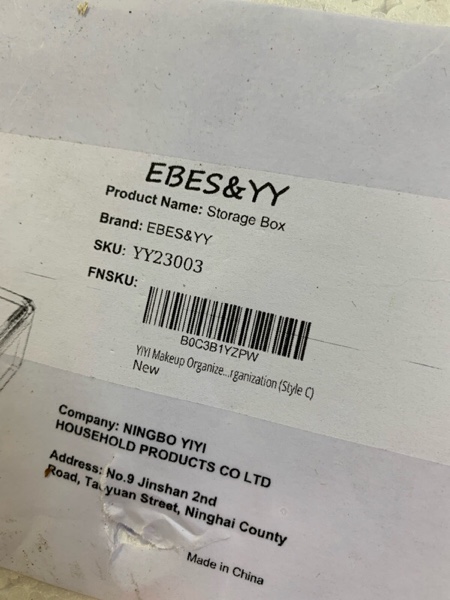 EBES&YY
Product Name: Storage Box
Brand: EBES&YY
SKU: YY23003
FNSKU:
B0C3B1YZPW
YIYI Makeup Organize...rganization (Style C)
New
Company: NINGBO YIYI
HOUSEHOLD PRODUCTS CO LTD
Address: No.9 Jinshan 2nd
Road, Street, Ninghai County
Made in China